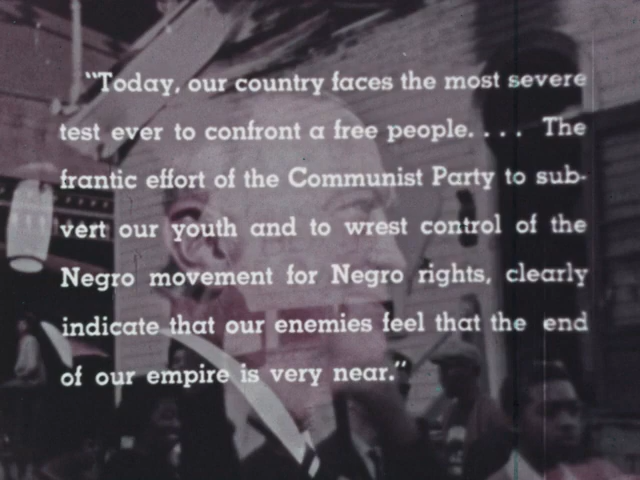 “Today, our country faces the most severe
test ever to confront a free people. . . . The
frantic effort of the Communist Party to sub-
vert our youth and to wrest control of the
Negro movement for Negro rights, clearly
indicate that our enemies feel that the end
of our empire is very near.”